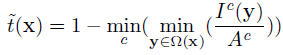 t̃(x) = 1 − min_c( min_{y∈Ω(x)} ( I^c(y) / A^c ))